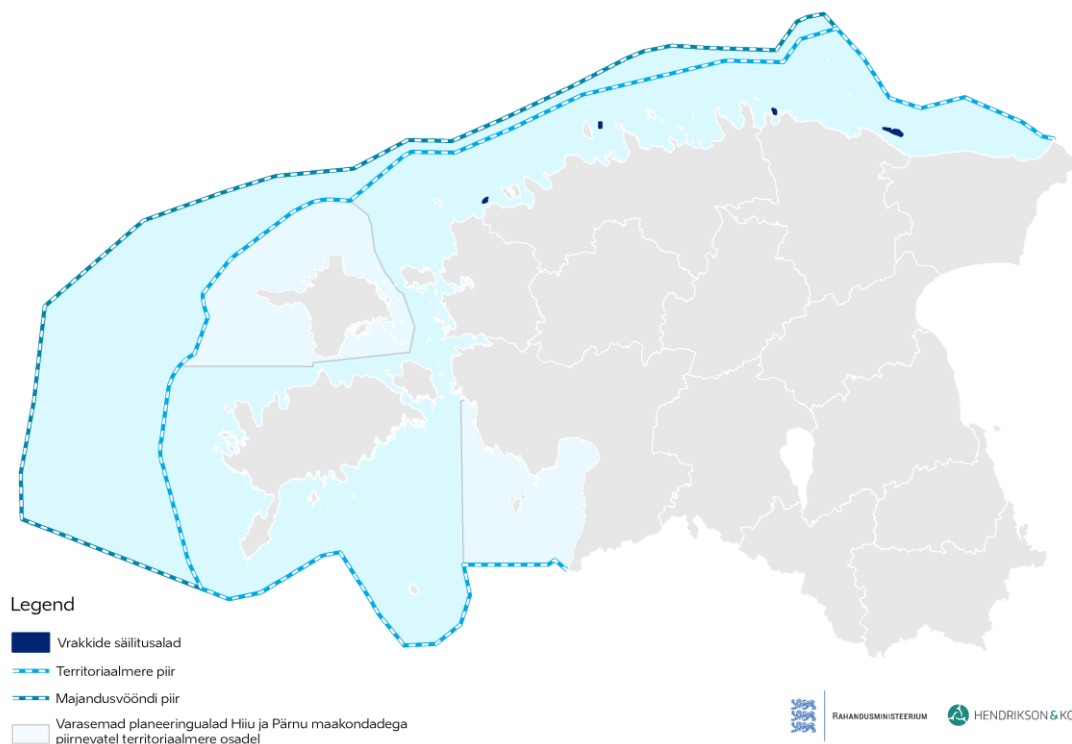 Legend
Vrakkide säilitusalad
Territoriaalmere piir
Majandusvööndi piir
Varasemad planeeringualad Hiiu ja Pärnu maakondadega
piirnevatel territoriaalmere osadel
RAHANDUSMINISTEERIUM
HENDRIKSON & KO